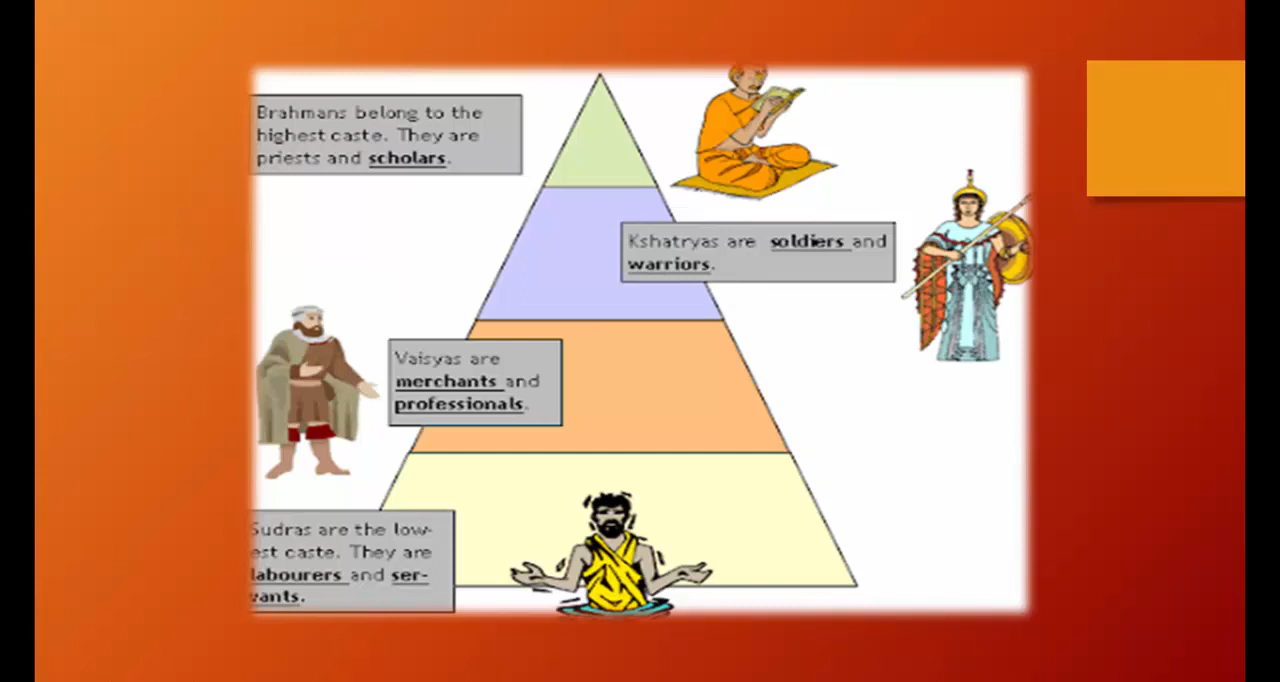 Brahmans belong to the
highest caste. They are
priests and scholars.
Kshatryas are soldiers and
warriors.
Vaisyas are
merchants and
professionals.
Sudras are the low-
est caste. They are
labourers and ser-
vants.